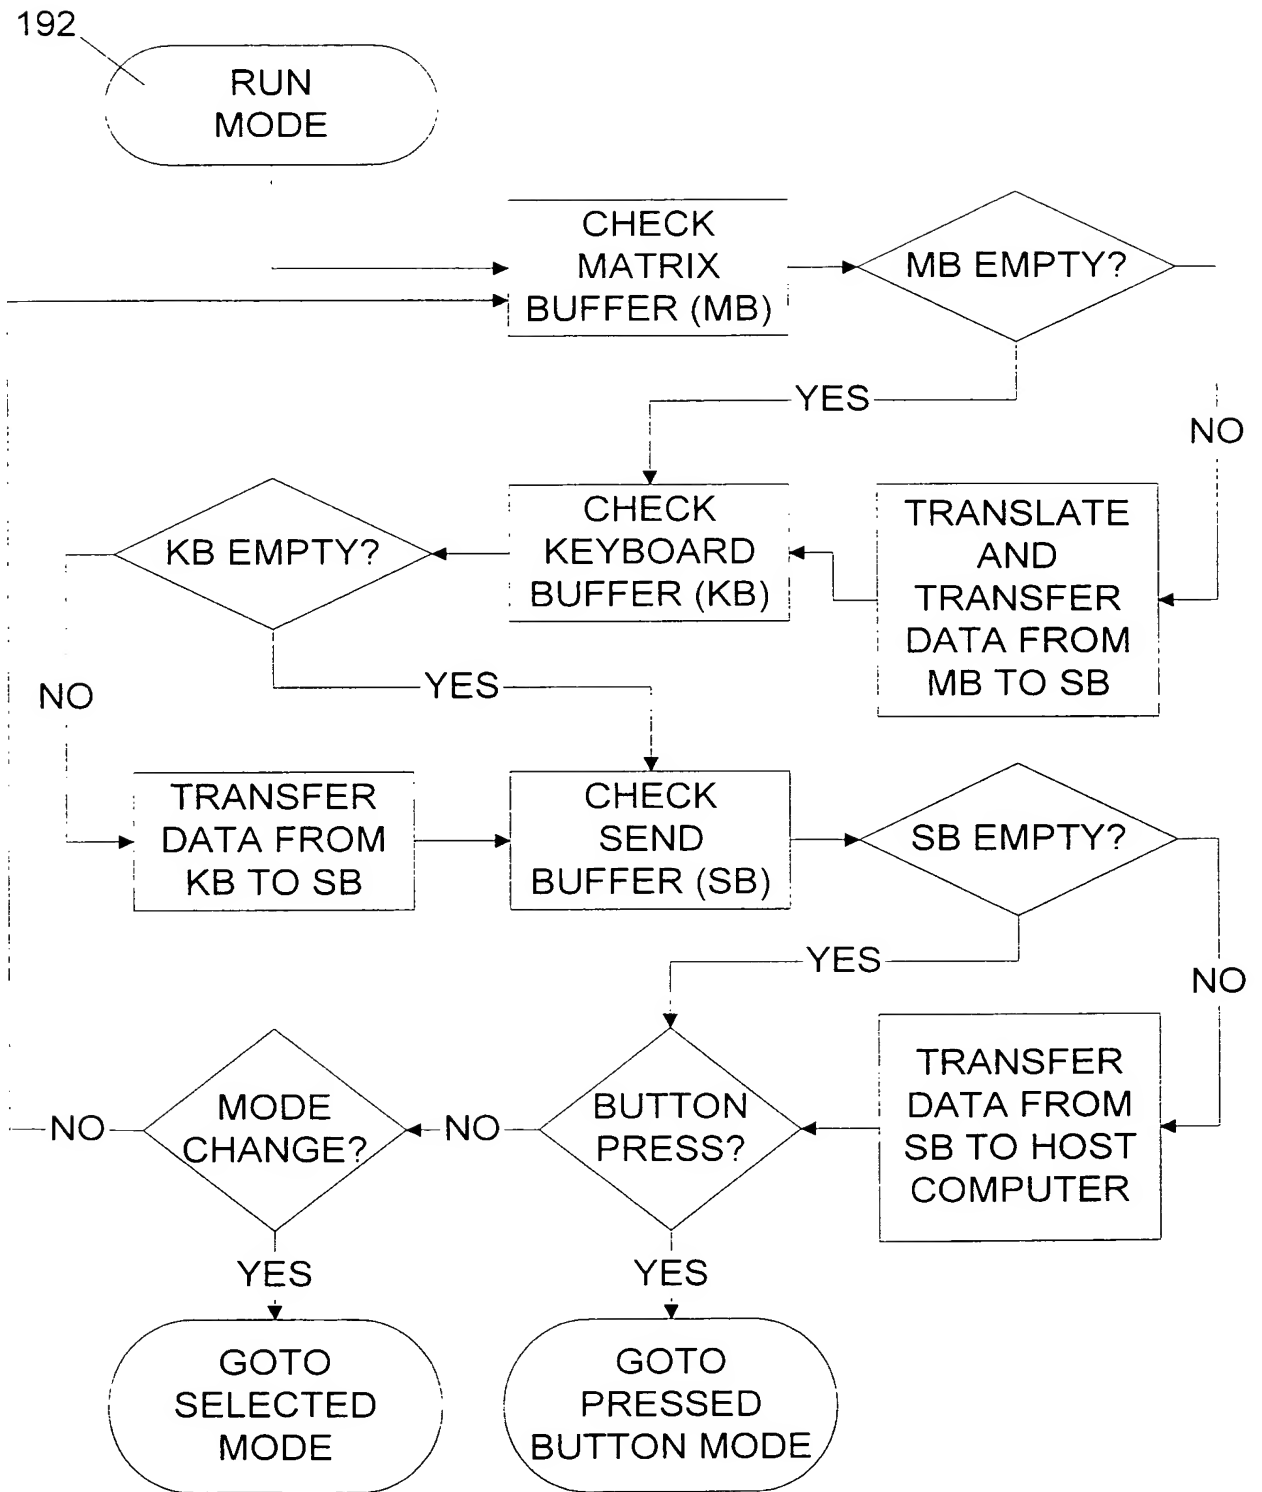 192
RUN
MODE
CHECK
MATRIX
BUFFER (MB)
MB EMPTY?
YES
NO
KB EMPTY?
CHECK
KEYBOARD
BUFFER (KB)
TRANSLATE
AND
TRANSFER
DATA FROM
MB TO SB
NO
YES
TRANSFER
DATA FROM
KB TO SB
CHECK
SEND
BUFFER (SB)
SB EMPTY?
YES
NO
NO
MODE
CHANGE?
NO
BUTTON
PRESS?
TRANSFER
DATA FROM
SB TO HOST
COMPUTER
YES
YES
GOTO
SELECTED
MODE
GOTO
PRESSED
BUTTON MODE